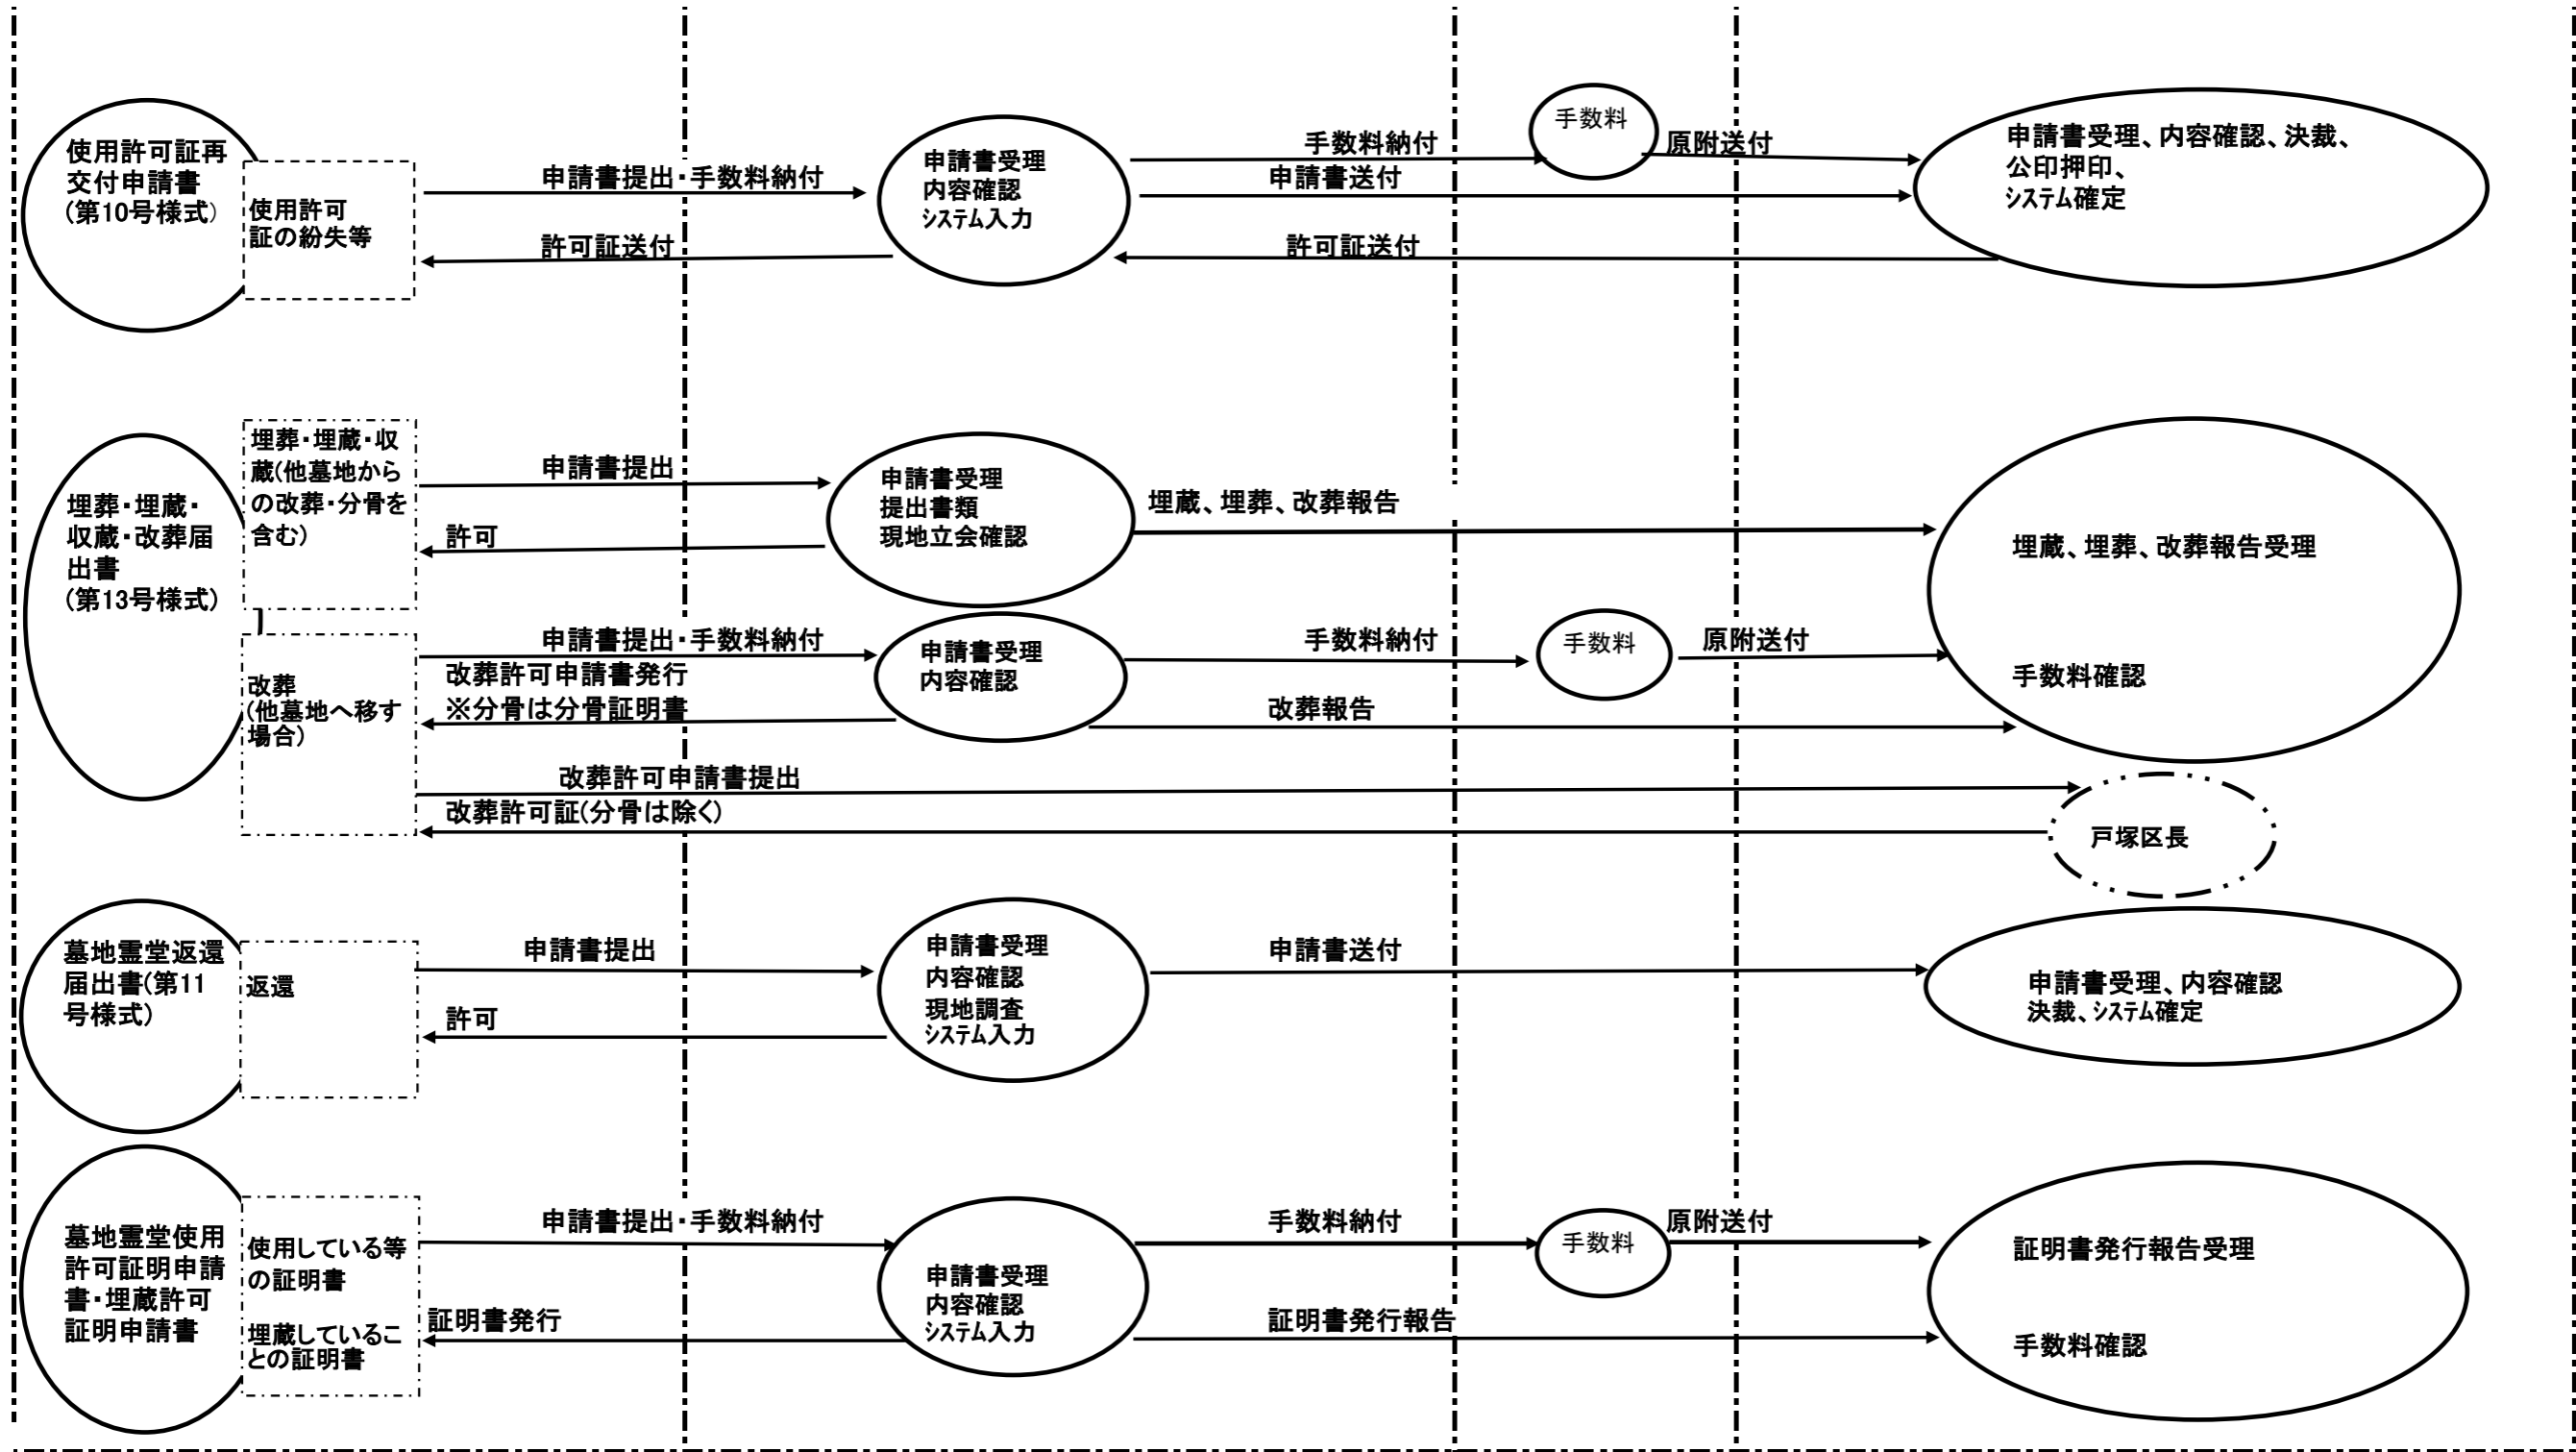 使用許可証再
交付申請書
(第10号様式)
使用許可
証の紛失等
申請書提出・手数料納付
許可証送付
申請書受理
内容確認
ｼｽﾃﾑ入力
手数料納付
申請書送付
許可証送付
手数料
原附送付
申請書受理、内容確認、決裁、
公印押印、
ｼｽﾃﾑ確定
埋葬・埋蔵・
収蔵・改葬届
出書
(第13号様式)
埋葬・埋蔵・収
蔵(他墓地から
の改葬・分骨を
含む)
申請書提出
許可
申請書受理
提出書類
現地立会確認
埋蔵、埋葬、改葬報告
埋蔵、埋葬、改葬報告受理
手数料確認
改葬
(他墓地へ移す
場合)
申請書提出・手数料納付
改葬許可申請書発行
※分骨は分骨証明書
申請書受理
内容確認
手数料納付
手数料
原附送付
改葬報告
改葬許可申請書提出
改葬許可証(分骨は除く)
戸塚区長
墓地霊堂返還
届出書(第11
号様式)
返還
申請書提出
許可
申請書受理
内容確認
現地調査
ｼｽﾃﾑ入力
申請書送付
申請書受理、内容確認
決裁、ｼｽﾃﾑ確定
墓地霊堂使用
許可証明申請
書・埋蔵許可
証明申請書
使用している等
の証明書
埋蔵しているこ
との証明書
申請書提出・手数料納付
証明書発行
申請書受理
内容確認
ｼｽﾃﾑ入力
手数料納付
証明書発行報告
手数料
原附送付
証明書発行報告受理
手数料確認